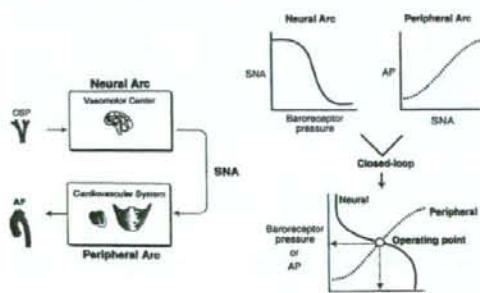 Neural Arc
Vasomotor Center
CSP
SNA
AP
Cardiovascular System
Peripheral Arc
Neural Arc
SNA
Baroreceptor
pressure
Peripheral Arc
AP
SNA
Closed-loop
Neural
Peripheral
Operating point
Baroreceptor
pressure
or
AP